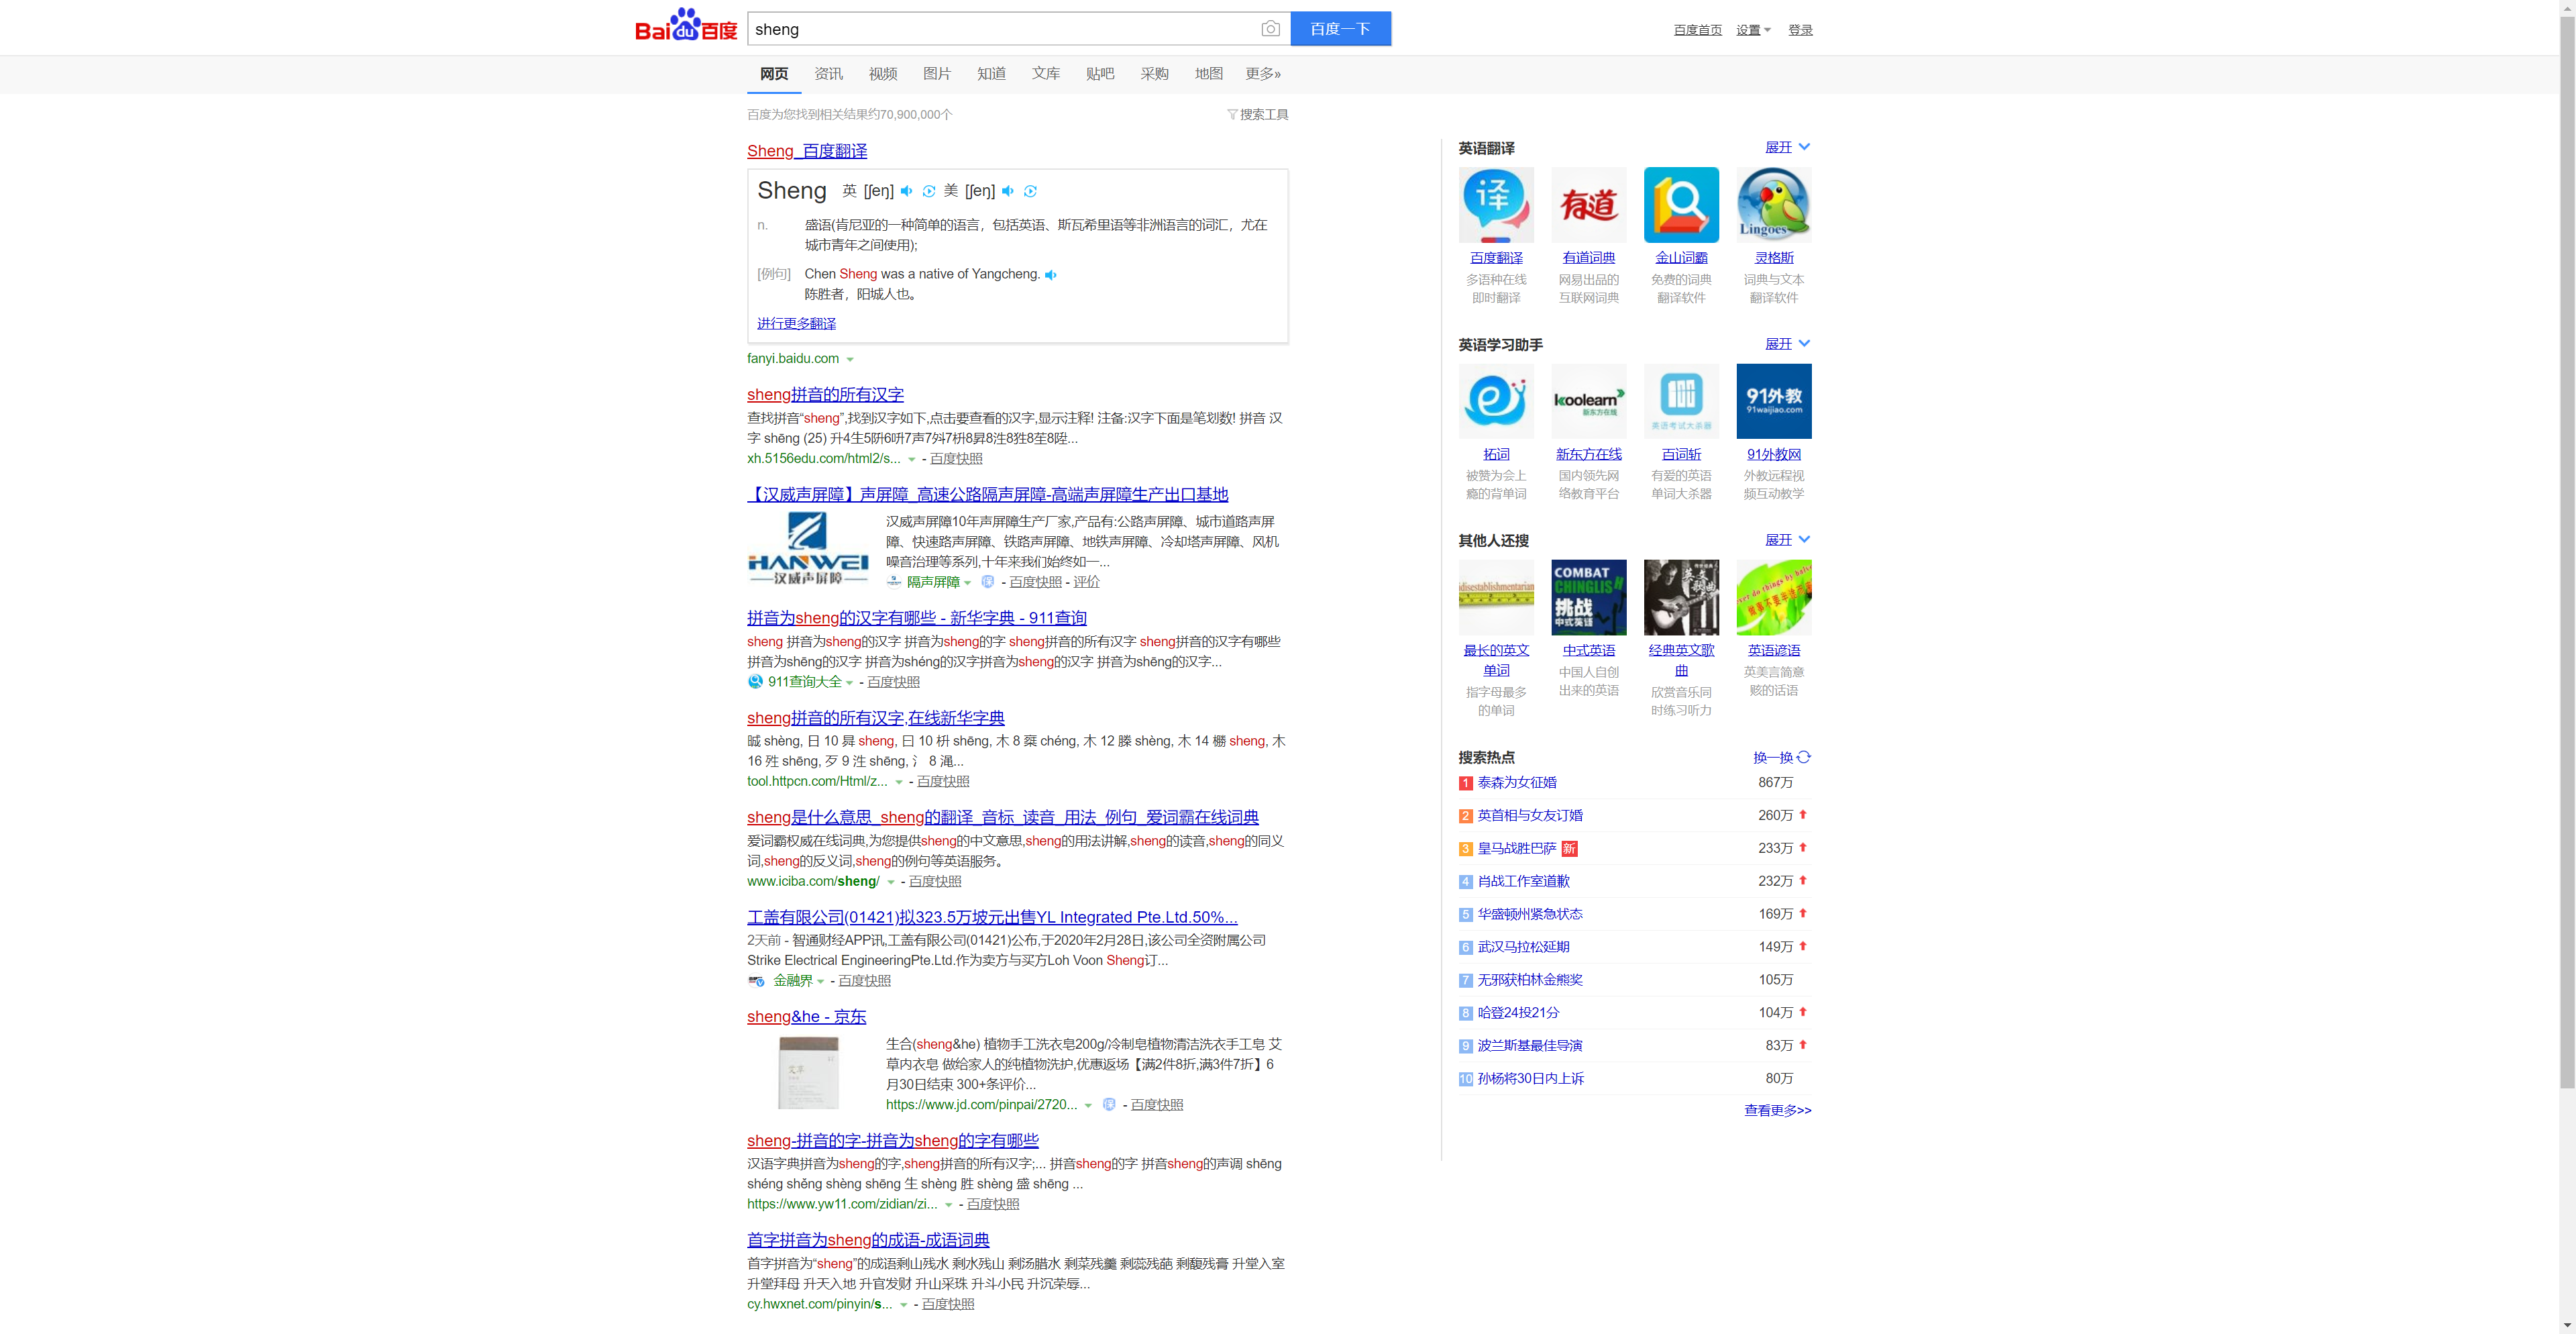 Bai du 百度
sheng
百度一下
百度首页 设置 登录
网页 资讯 视频 图片 知道 文库 贴吧 采购 地图 更多»
百度为您找到相关结果约70,900,000个
搜索工具
Sheng_百度翻译
Sheng 英 [ʃeŋ] 美 [ʃeŋ]
n. 盛语(肯尼亚的一种简单的语言，包括英语、斯瓦希里语等非洲语言的词汇，尤在
城市青年之间使用);
[例句] Chen Sheng was a native of Yangcheng.
陈胜者，阳城人也。
进行更多翻译
fanyi.baidu.com
sheng拼音的所有汉字
查找拼音“sheng”,找到汉字如下,点击要查看的汉字,显示注释! 注备:汉字下面是笔划数! 拼音 汉
字 shēng (25) 升4生5阩6呏7声7斘7枡8昇8泩8狌8苼8陞...
xh.5156edu.com/html2/s... - 百度快照
【汉威声屏障】声屏障_高速公路隔声屏障-高端声屏障生产出口基地
HANWEI
汉威声屏障
汉威声屏障10年声屏障生产厂家,产品有:公路声屏障、城市道路声屏
障、快速路声屏障、铁路声屏障、地铁声屏障、冷却塔声屏障、风机
噪音治理等系列,十年来我们始终如一...
隔声屏障 - 百度快照 - 评价
拼音为sheng的汉字有哪些 - 新华字典 - 911查询
sheng 拼音为sheng的汉字 拼音为sheng的字 sheng拼音的所有汉字 sheng拼音的汉字有哪些
拼音为shēng的汉字 拼音为shéng的汉字拼音为sheng的汉字 拼音为shēng的汉字...
911查询大全 - 百度快照
sheng拼音的所有汉字,在线新华字典
晠 shèng, 日 10 曻 sheng, 日 10 枡 shēng, 木 8 椉 chéng, 木 12 榺 shèng, 木 14 橳 sheng, 木
16 殅 shēng, 歹 9 泩 shēng, 氵 8 渑...
tool.httpcn.com/Html/z... - 百度快照
sheng是什么意思_sheng的翻译_音标_读音_用法_例句_爱词霸在线词典
爱词霸权威在线词典,为您提供sheng的中文意思,sheng的用法讲解,sheng的读音,sheng的同义
词,sheng的反义词,sheng的例句等英语服务。
www.iciba.com/sheng/ - 百度快照
工盖有限公司(01421)拟323.5万坡元出售YL Integrated Pte.Ltd.50%...
2天前 - 智通财经APP讯,工盖有限公司(01421)公布,于2020年2月28日,该公司全资附属公司
Strike Electrical EngineeringPte.Ltd.作为卖方与买方Loh Voon Sheng订...
金融界 - 百度快照
sheng&he - 京东
生合(sheng&he) 植物手工洗衣皂200g/冷制皂植物清洁洗衣手工皂 艾
草内衣皂 做给家人的纯植物洗护,优惠返场【满2件8折,满3件7折】6
月30日结束 300+条评价...
https://www.jd.com/pinpai/2720... - 百度快照
sheng-拼音的字-拼音为sheng的字有哪些
汉语字典拼音为sheng的字,sheng拼音的所有汉字;... 拼音sheng的字 拼音sheng的声调 shēng
shéng shěng shèng shēng 生 shèng 胜 shèng 盛 shēng ...
https://www.yw11.com/zidian/zi... - 百度快照
首字拼音为sheng的成语-成语词典
首字拼音为“sheng”的成语剩山残水 剩水残山 剩汤腊水 剩菜残羹 剩蕊残葩 剩馥残膏 升堂入室
升堂拜母 升天入地 升官发财 升山采珠 升斗小民 升沉荣辱...
cy.hwxnet.com/pinyin/s... - 百度快照
英语翻译 展开
译 有道 Lingoes
百度翻译 有道词典 金山词霸 灵格斯
多语种在线 网易出品的 免费的词典 词典与文本
即时翻译 互联网词典 翻译软件 翻译软件
英语学习助手 展开
koolearn 新东方在线 英语考试大杀器 91外教 91waijiao.com
拓词 新东方在线 百词斩 91外教网
被赞为会上 国内领先网 有爱的英语 外教远程视
瘾的背单词 络教育平台 单词大杀器 频互动教学
其他人还搜 展开
COMBAT CHINGLISH 挑战 中式英语
最长的英文 中式英语 经典英文歌 英语谚语
单词 曲
指字母最多 中国人自创 欣赏音乐同 英美言简意
的单词 出来的英语 时练习听力 赅的话语
搜索热点 换一换
1 泰森为女征婚 867万
2 英首相与女友订婚 260万
3 皇马战胜巴萨 新 233万
4 肖战工作室道歉 232万
5 华盛顿州紧急状态 169万
6 武汉马拉松延期 149万
7 无邪获柏林金熊奖 105万
8 哈登24投21分 104万
9 波兰斯基最佳导演 83万
10 孙杨将30日内上诉 80万
查看更多>>